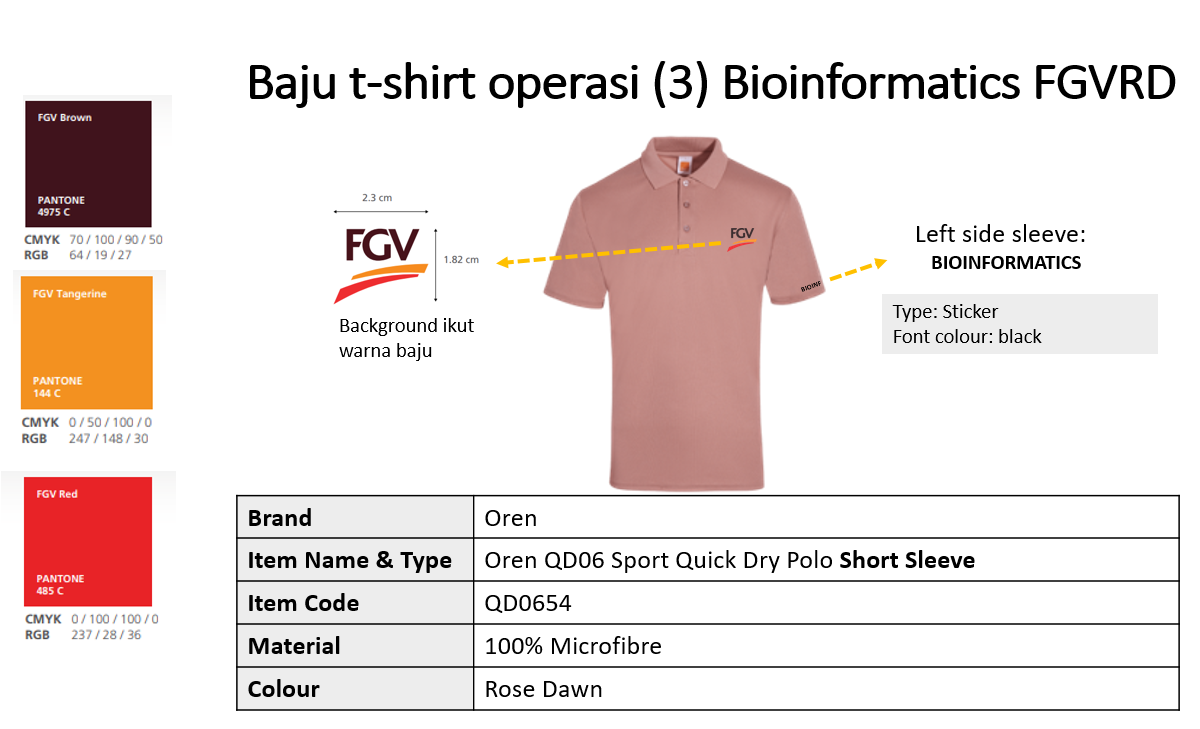 Baju t-shirt operasi (3) Bioinformatics FGVRD
FGV Brown
PANTONE
4975 C
CMYK 70 / 100 / 90 / 50
RGB 64 / 19 / 27
FGV Tangerine
PANTONE
144 C
CMYK 0 / 50 / 100 / 0
RGB 247 / 148 / 30
FGV Red
PANTONE
485 C
CMYK 0 / 100 / 100 / 0
RGB 237 / 28 / 36
2.3 cm
FGV
1.82 cm
Background ikut
warna baju
FGV
BIOINF
Left side sleeve:
BIOINFORMATICS
Type: Sticker
Font colour: black
Brand Oren
Item Name & Type Oren QD06 Sport Quick Dry Polo Short Sleeve
Item Code QD0654
Material 100% Microfibre
Colour Rose Dawn